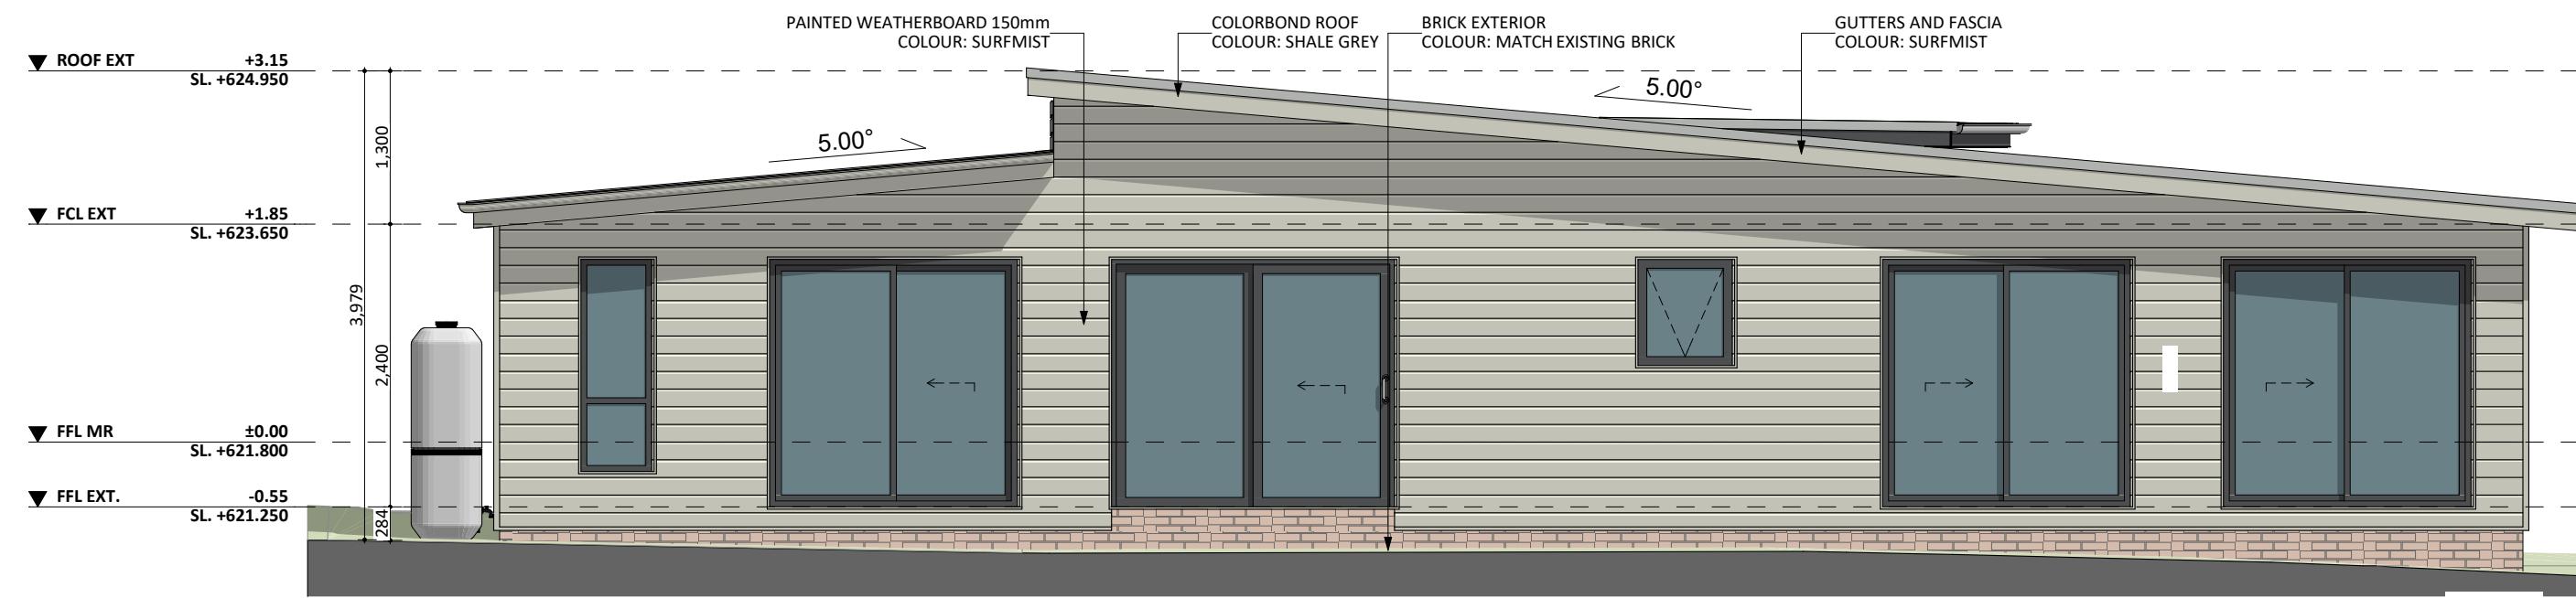 PAINTED WEATHERBOARD 150mm
COLOUR: SURFMIST
COLORBOND ROOF
COLOUR: SHALE GREY
BRICK EXTERIOR
COLOUR: MATCH EXISTING BRICK
GUTTERS AND FASCIA
COLOUR: SURFMIST
ROOF EXT +3.15
SL. +624.950
5.00°
5.00°
1,300
FCL EXT +1.85
SL. +623.650
3,979
2,400
FFL MR ±0.00
SL. +621.800
FFL EXT. -0.55
SL. +621.250
284